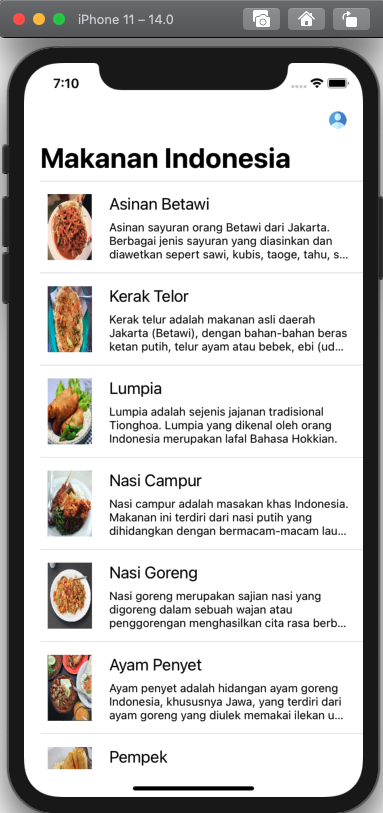 iPhone 11 – 14.0
7:10
Makanan Indonesia
Asinan Betawi
Asinan sayuran orang Betawi dari Jakarta.
Berbagai jenis sayuran yang diasinkan dan
diawetkan sepert sawi, kubis, taoge, tahu, s...
Kerak Telor
Kerak telur adalah makanan asli daerah
Jakarta (Betawi), dengan bahan-bahan beras
ketan putih, telur ayam atau bebek, ebi (ud...
Lumpia
Lumpia adalah sejenis jajanan tradisional
Tionghoa. Lumpia yang dikenal oleh orang
Indonesia merupakan lafal Bahasa Hokkian.
Nasi Campur
Nasi campur adalah masakan khas Indonesia.
Makanan ini terdiri dari nasi putih yang
dihidangkan dengan bermacam-macam lau...
Nasi Goreng
Nasi goreng merupakan sajian nasi yang
digoreng dalam sebuah wajan atau
penggorengan menghasilkan cita rasa berb...
Ayam Penyet
Ayam penyet adalah hidangan ayam goreng
Indonesia, khususnya Jawa, yang terdiri dari
ayam goreng yang diulek memakai ilekan u...
Pempek